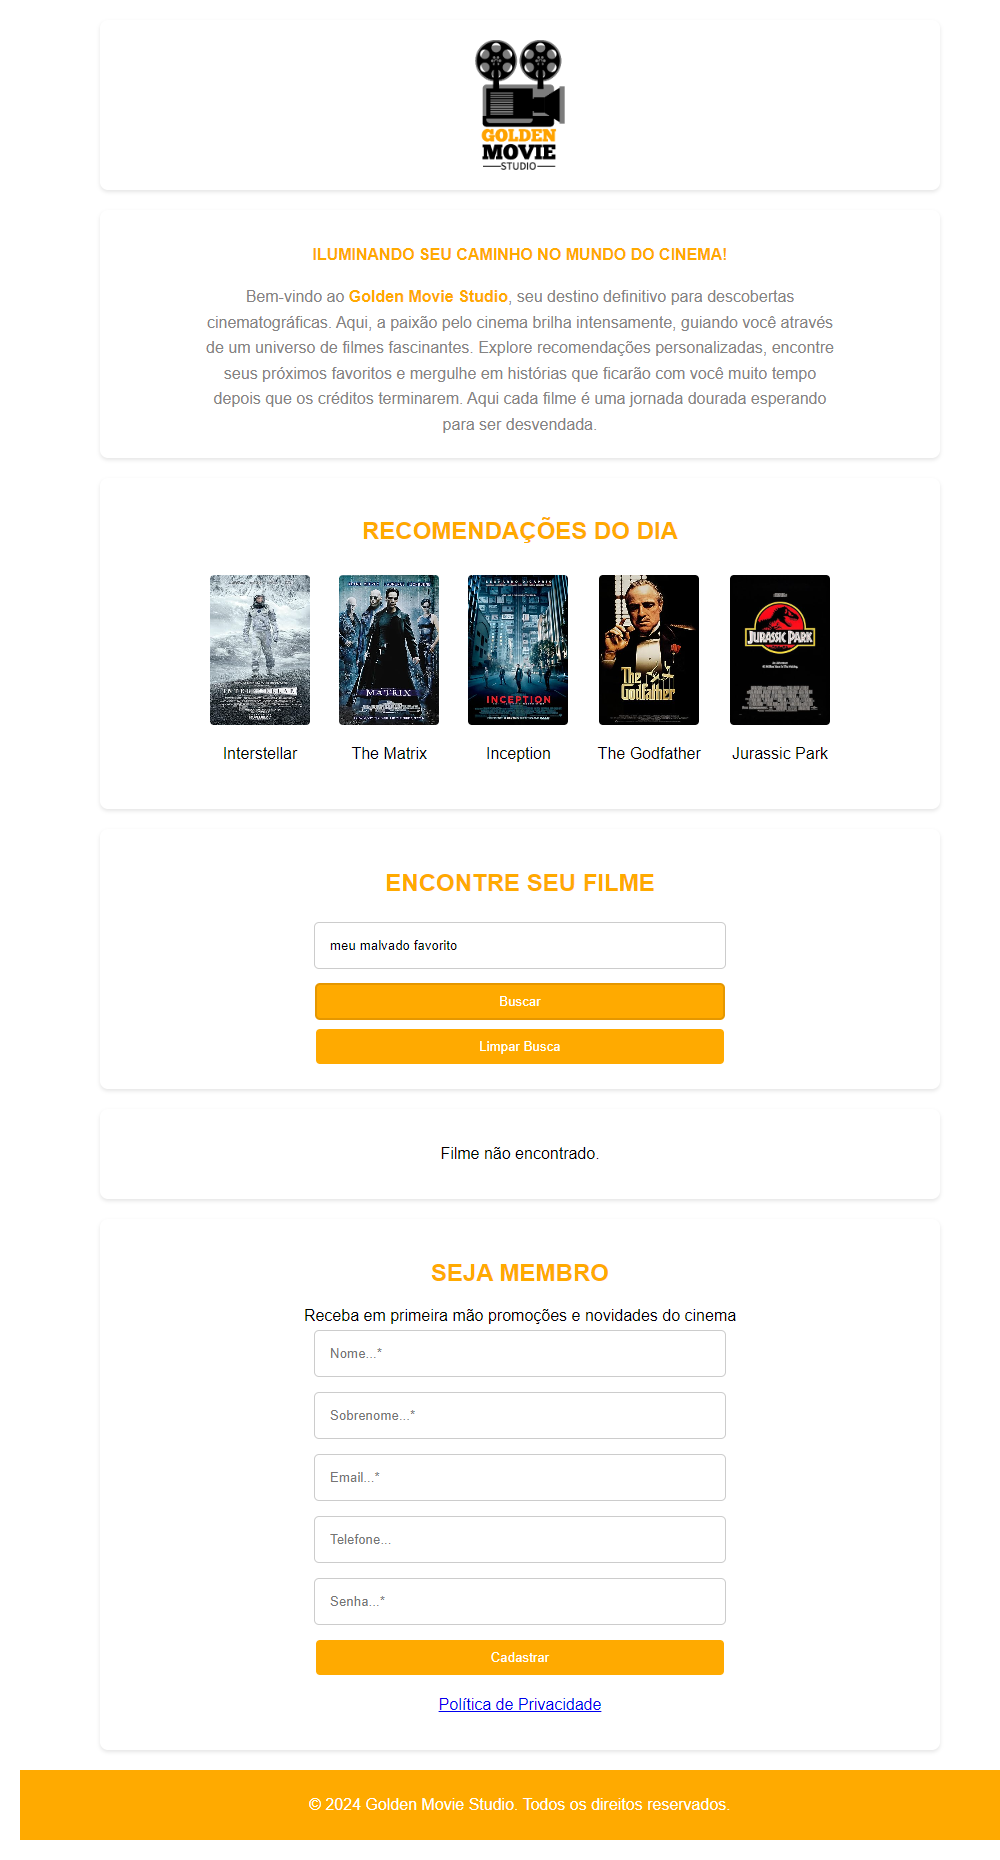 GOLDEN
MOVIE
STUDIO
ILUMINANDO SEU CAMINHO NO MUNDO DO CINEMA!
Bem-vindo ao Golden Movie Studio, seu destino definitivo para descobertas
cinematográficas. Aqui, a paixão pelo cinema brilha intensamente, guiando você através
de um universo de filmes fascinantes. Explore recomendações personalizadas, encontre
seus próximos favoritos e mergulhe em histórias que ficarão com você muito tempo
depois que os créditos terminarem. Aqui cada filme é uma jornada dourada esperando
para ser desvendada.
RECOMENDAÇÕES DO DIA
INTERSTELLAR
MATRIX
INCEPTION
The
Godfather
JURASSIC PARK
Interstellar
The Matrix
Inception
The Godfather
Jurassic Park
ENCONTRE SEU FILME
meu malvado favorito
Buscar
Limpar Busca
Filme não encontrado.
SEJA MEMBRO
Receba em primeira mão promoções e novidades do cinema
Nome...*
Sobrenome...*
Email...*
Telefone...
Senha...*
Cadastrar
Política de Privacidade
© 2024 Golden Movie Studio. Todos os direitos reservados.